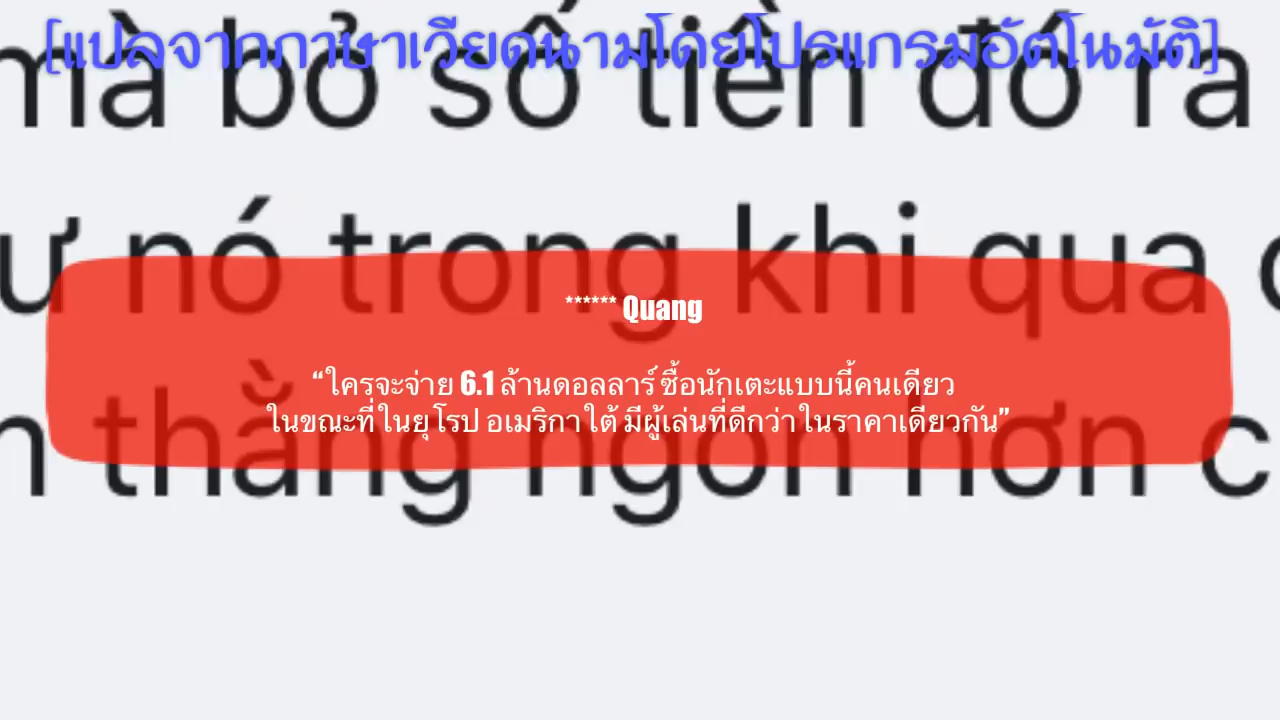 [แปลจากภาษาเวียดนามโดยโปรแกรมอัตโนมัติ]
mà bỏ số tiền đó ra
ư nó trong khi qua
****** Quang
“ใครจะจ่าย 6.1 ล้านดอลลาร์ ซื้อนักเตะแบบนี้คนเดียว
ในขณะที่ ในยุโรป อเมริกาใต้ มีผู้เล่นที่ดีกว่าในราคาเดียวกัน”
thằng ngon hơn